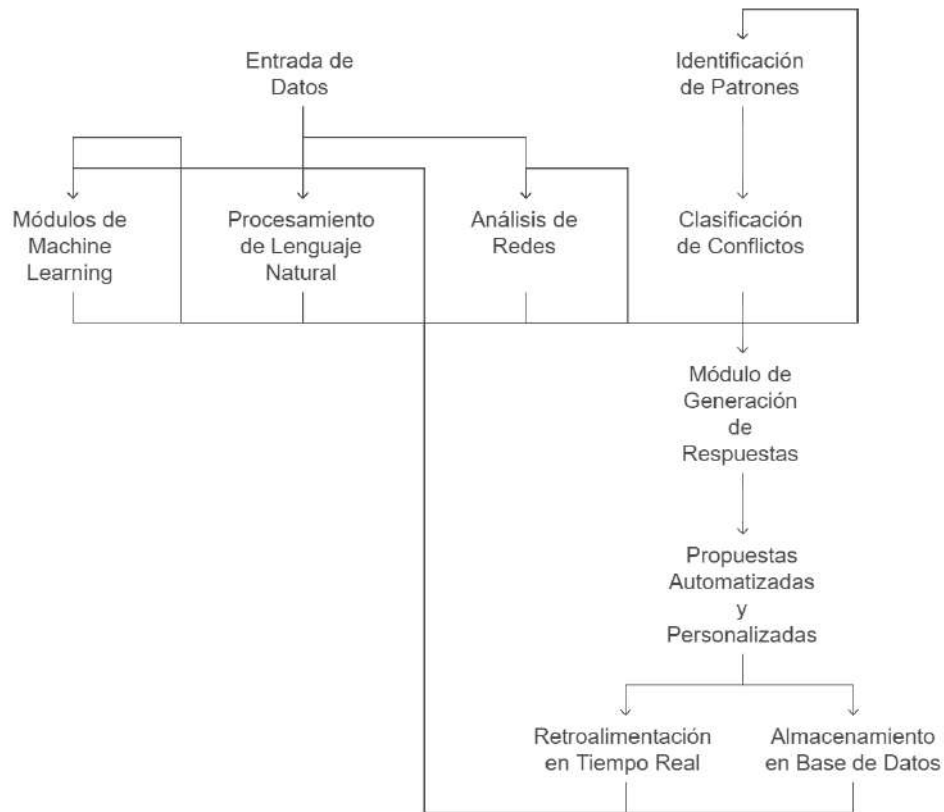 Entrada de
Datos
Identificación
de Patrones
Módulos de
Machine
Learning
Procesamiento
de Lenguaje
Natural
Análisis de
Redes
Clasificación
de Conflictos
Módulo de
Generación
de
Respuestas
Propuestas
Automatizadas
y
Personalizadas
Retroalimentación
en Tiempo Real
Almacenamiento
en Base de Datos